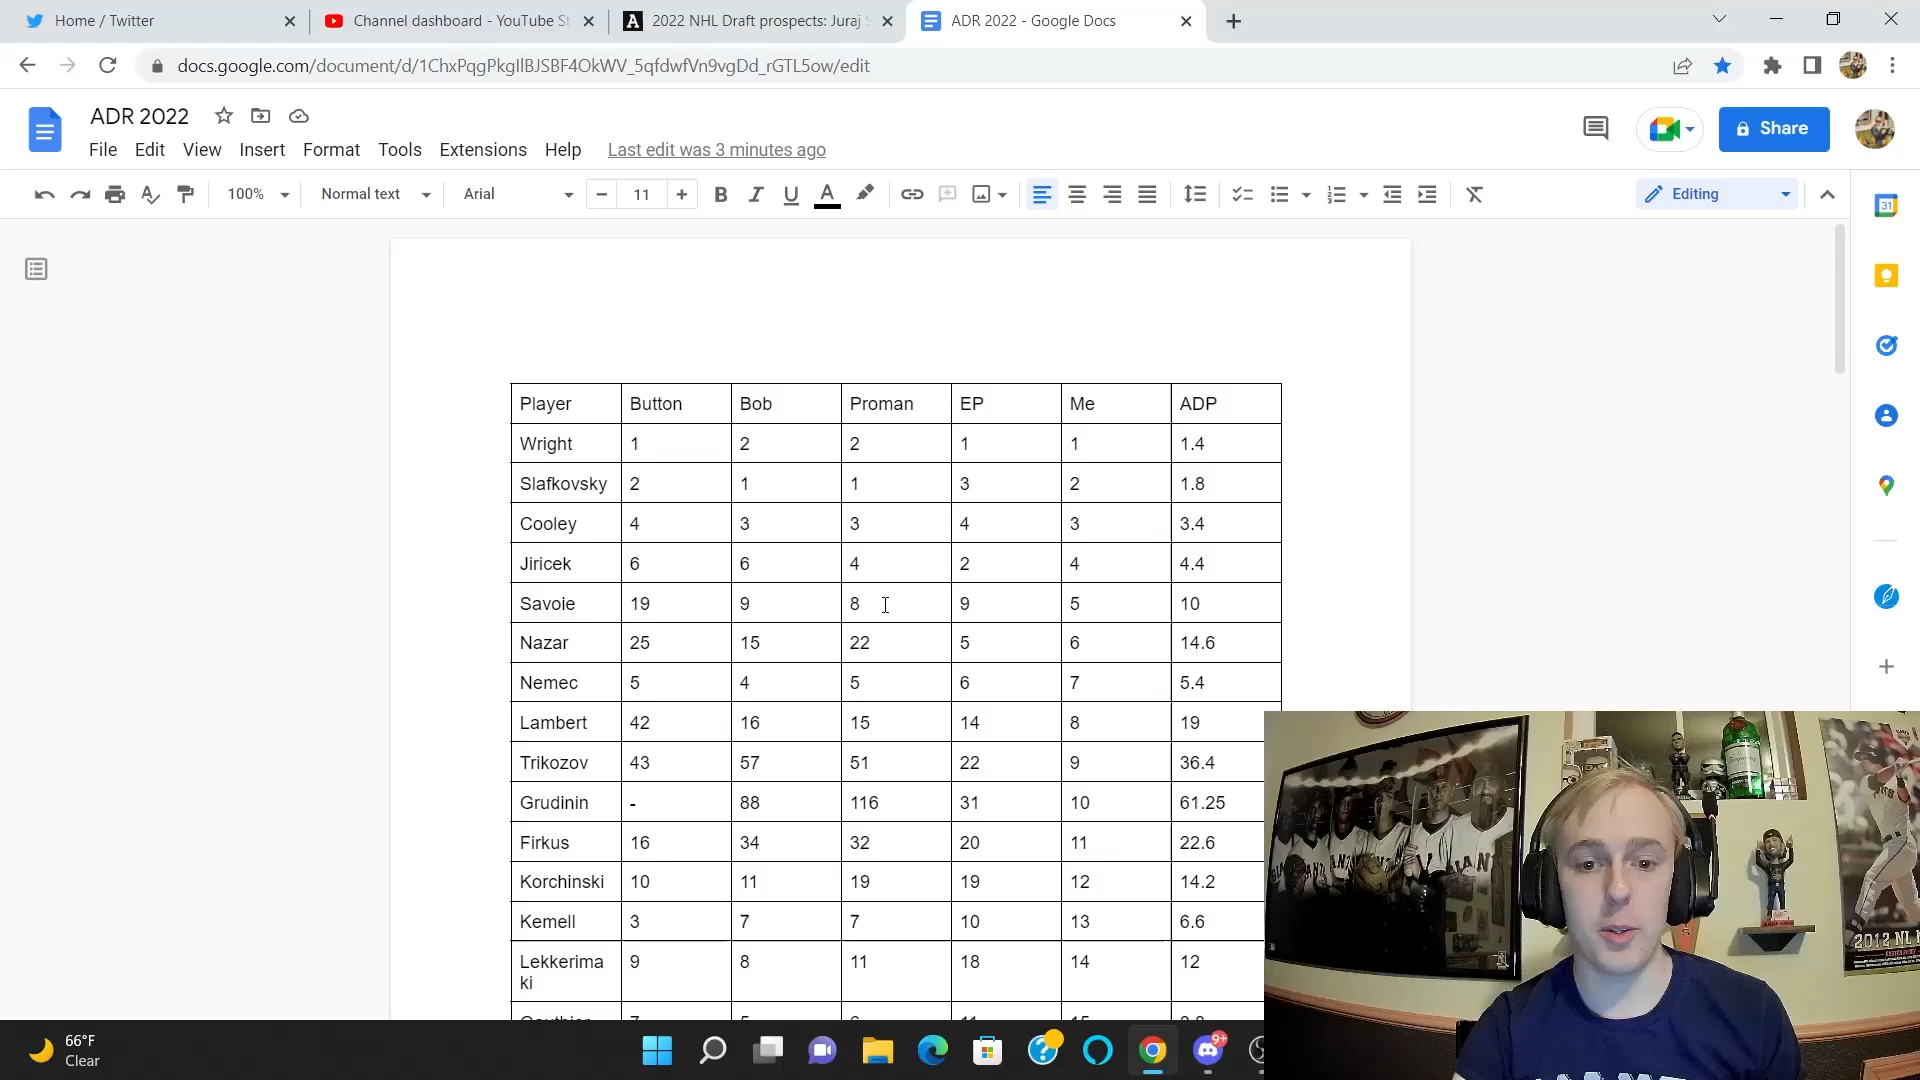 Home / Twitter
Channel dashboard - YouTube St
2022 NHL Draft prospects: Juraj S
ADR 2022 - Google Docs
docs.google.com/document/d/1ChxPqgPkgIlBJSBF4OkWV_5qfdwfVn9vgDd_rGTL5ow/edit
ADR 2022
Share
File Edit View Insert Format Tools Extensions Help Last edit was 3 minutes ago
100% Normal text Arial 11 Editing
Player Button Bob Proman EP Me ADP
Wright 1 2 2 1 1 1.4
Slafkovsky 2 1 1 3 2 1.8
Cooley 4 3 3 4 3 3.4
Jiricek 6 6 4 2 4 4.4
Savoie 19 9 8 9 5 10
Nazar 25 15 22 5 6 14.6
Nemec 5 4 5 6 7 5.4
Lambert 42 16 15 14 8 19
Trikozov 43 57 51 22 9 36.4
Grudinin - 88 116 31 10 61.25
Firkus 16 34 32 20 11 22.6
Korchinski 10 11 19 19 12 14.2
Kemell 3 7 7 10 13 6.6
Lekkerima 9 8 11 18 14 12
ki
31
GIANT
2012 NL
66°F
Clear
9+